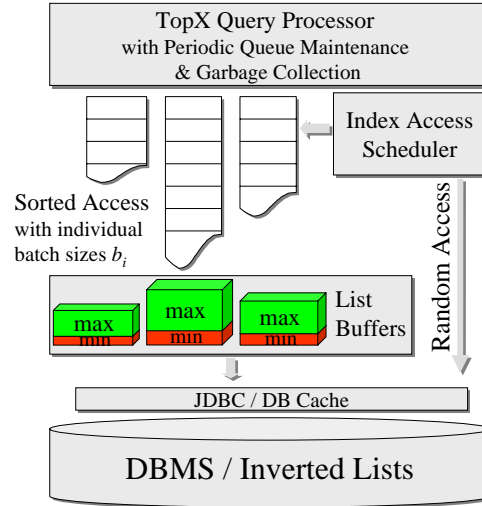 TopX Query Processor
with Periodic Queue Maintenance
& Garbage Collection
Index Access
Scheduler
Sorted Access
with individual
batch sizes bi
Random Access
max
min
max
min
max
min
List
Buffers
JDBC / DB Cache
DBMS / Inverted Lists